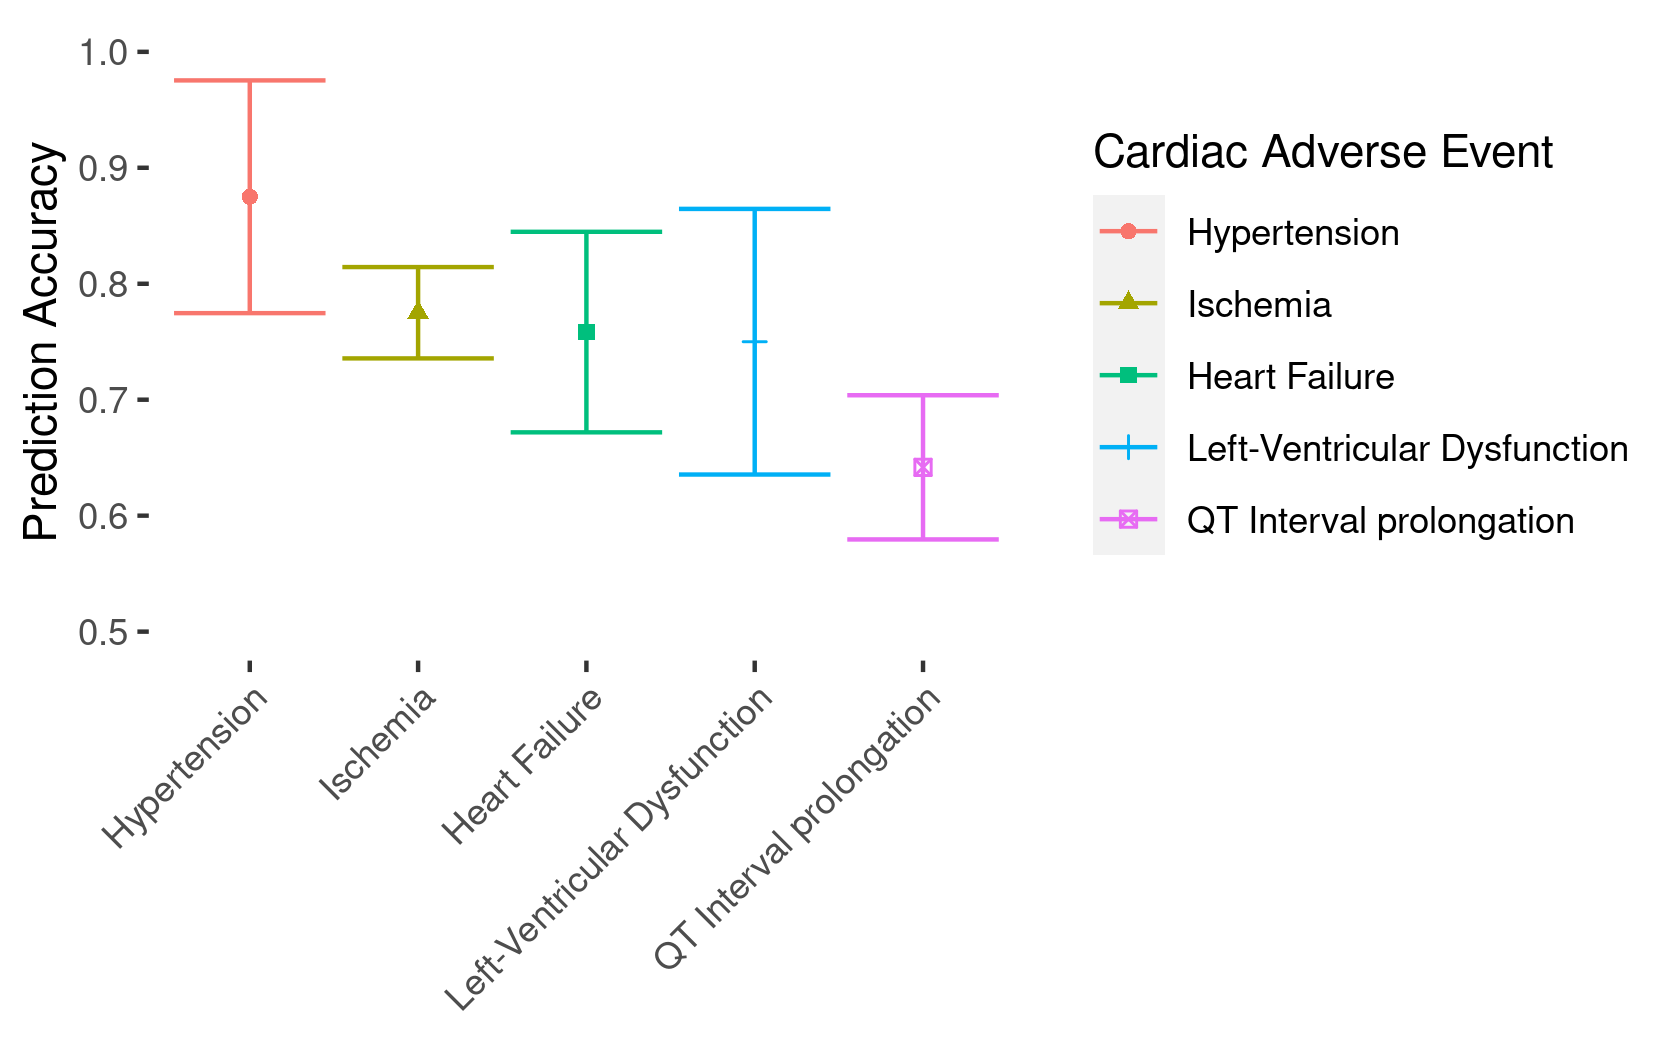 Prediction Accuracy
1.0
0.9
0.8
0.7
0.6
0.5
Hypertension
Ischemia
Heart Failure
Left-Ventricular Dysfunction
QT Interval prolongation
Cardiac Adverse Event
Hypertension
Ischemia
Heart Failure
Left-Ventricular Dysfunction
QT Interval prolongation